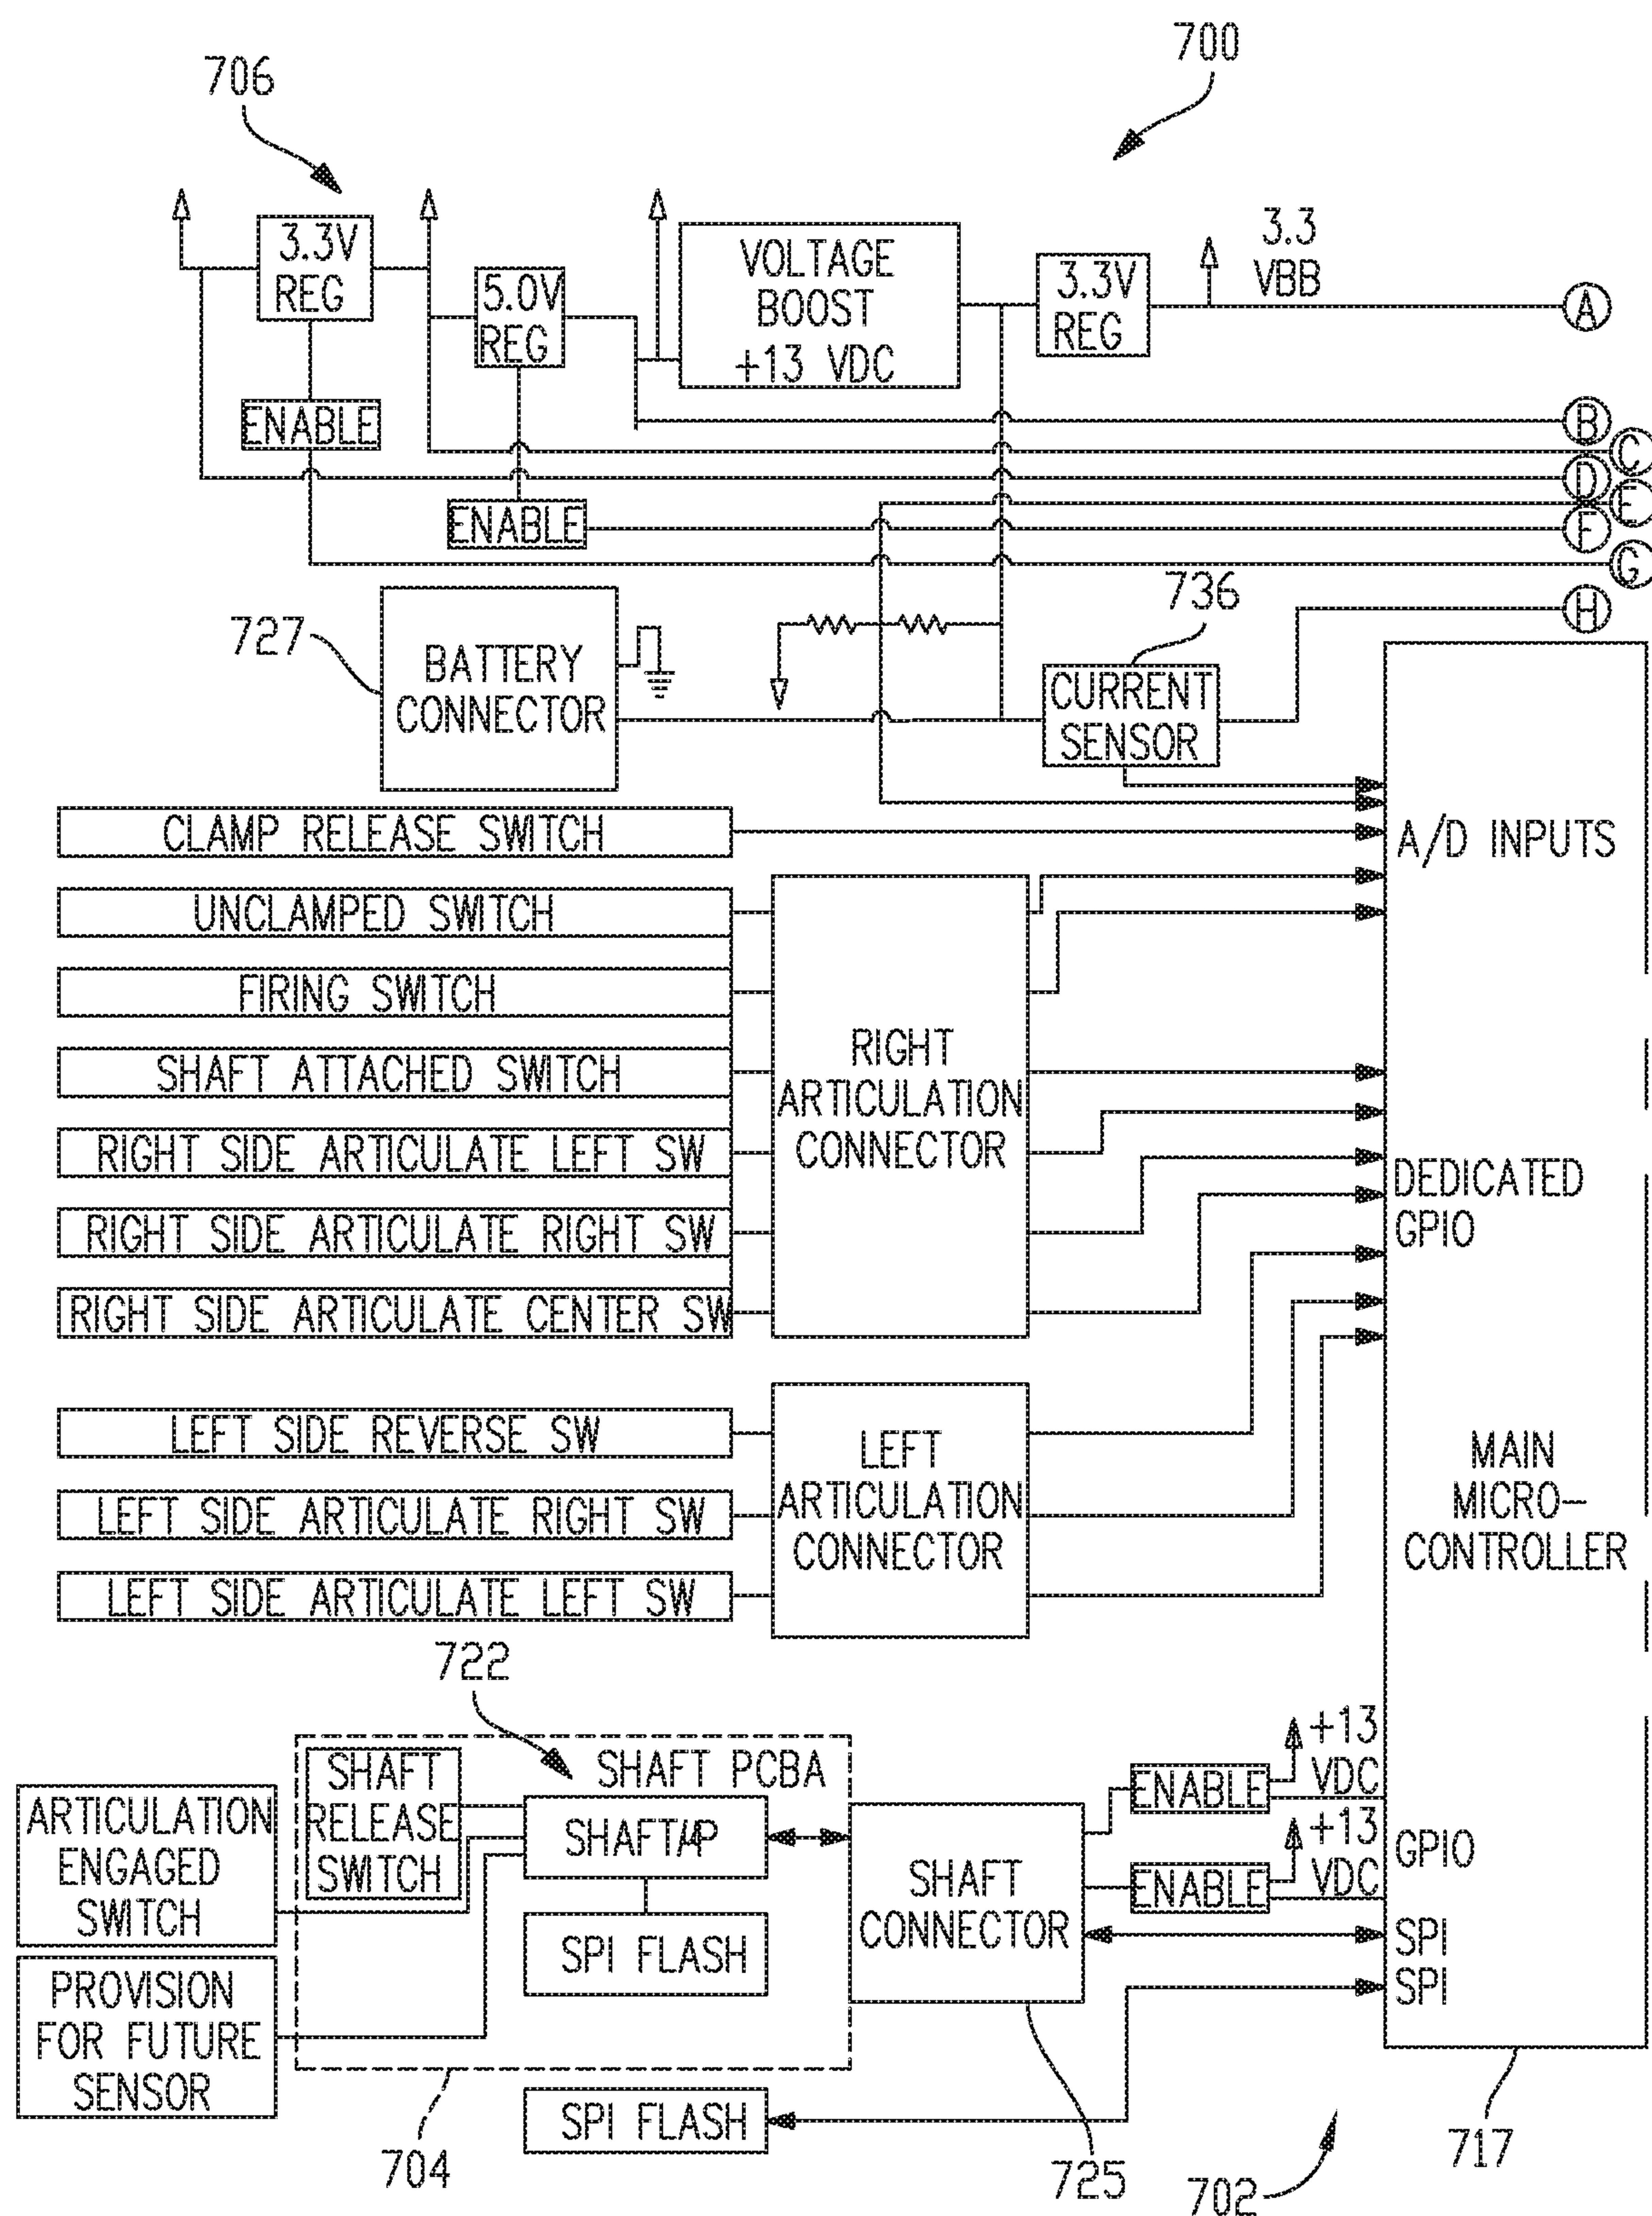 700
706
3.3V
REG
5.0V
REG
VOLTAGE
BOOST
+13 VDC
3.3V
REG
3.3
VBB
A
ENABLE
B
C
D
E
ENABLE
F
G
H
727
BATTERY
CONNECTOR
736
CURRENT
SENSOR
CLAMP RELEASE SWITCH
A/D INPUTS
UNCLAMPED SWITCH
FIRING SWITCH
SHAFT ATTACHED SWITCH
RIGHT SIDE ARTICULATE LEFT SW
RIGHT SIDE ARTICULATE RIGHT SW
RIGHT SIDE ARTICULATE CENTER SW
RIGHT
ARTICULATION
CONNECTOR
DEDICATED
GPIO
LEFT SIDE REVERSE SW
LEFT SIDE ARTICULATE RIGHT SW
LEFT SIDE ARTICULATE LEFT SW
LEFT
ARTICULATION
CONNECTOR
MAIN
MICRO-
CONTROLLER
722
SHAFT PCBA
SHAFT
RELEASE
SWITCH
ARTICULATION
ENGAGED
SWITCH
SHAFT μP
SPI FLASH
PROVISION
FOR FUTURE
SENSOR
SHAFT
CONNECTOR
ENABLE
+13
VDC
ENABLE
+13
VDC
GPIO
SPI
SPI
SPI FLASH
704
725
702
717